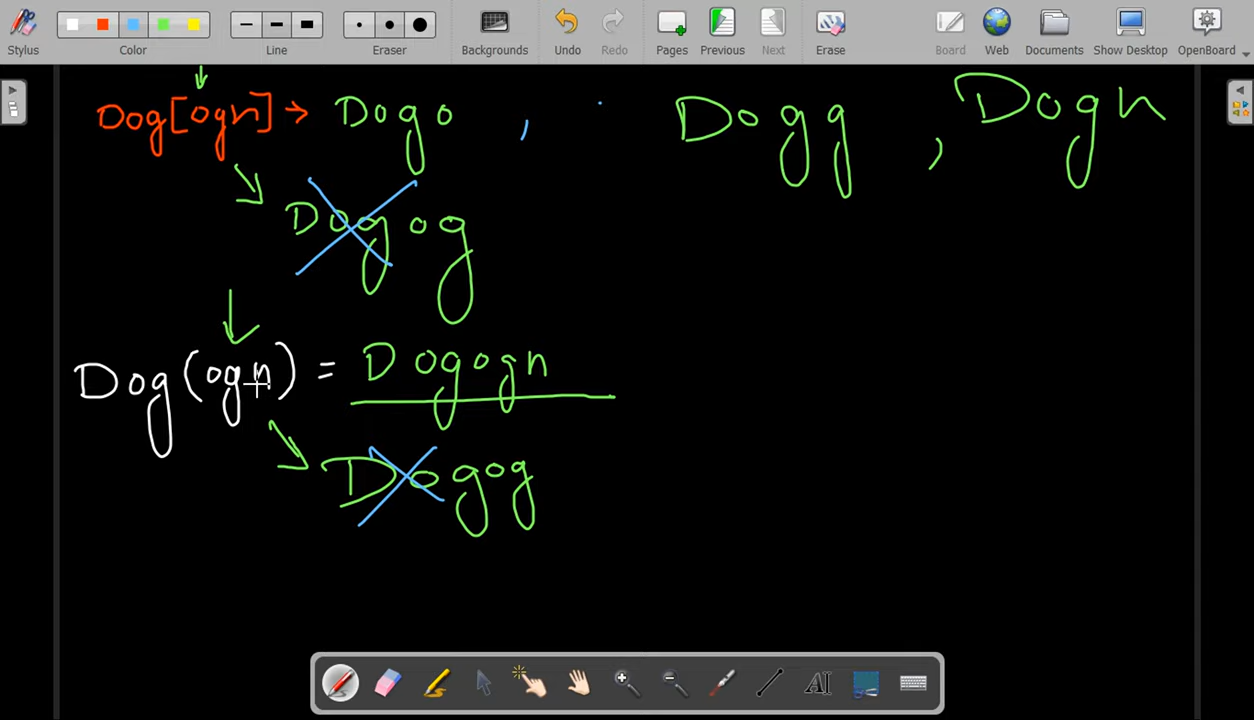 Stylus Color Line Eraser Backgrounds Undo Redo Pages Previous Next Erase Board Web Documents Show Desktop OpenBoard
Dog[ogn] → Dogo , Dogg , Dogn
Dogog
Dog(ogn) = Dogogn
Dogog
AI